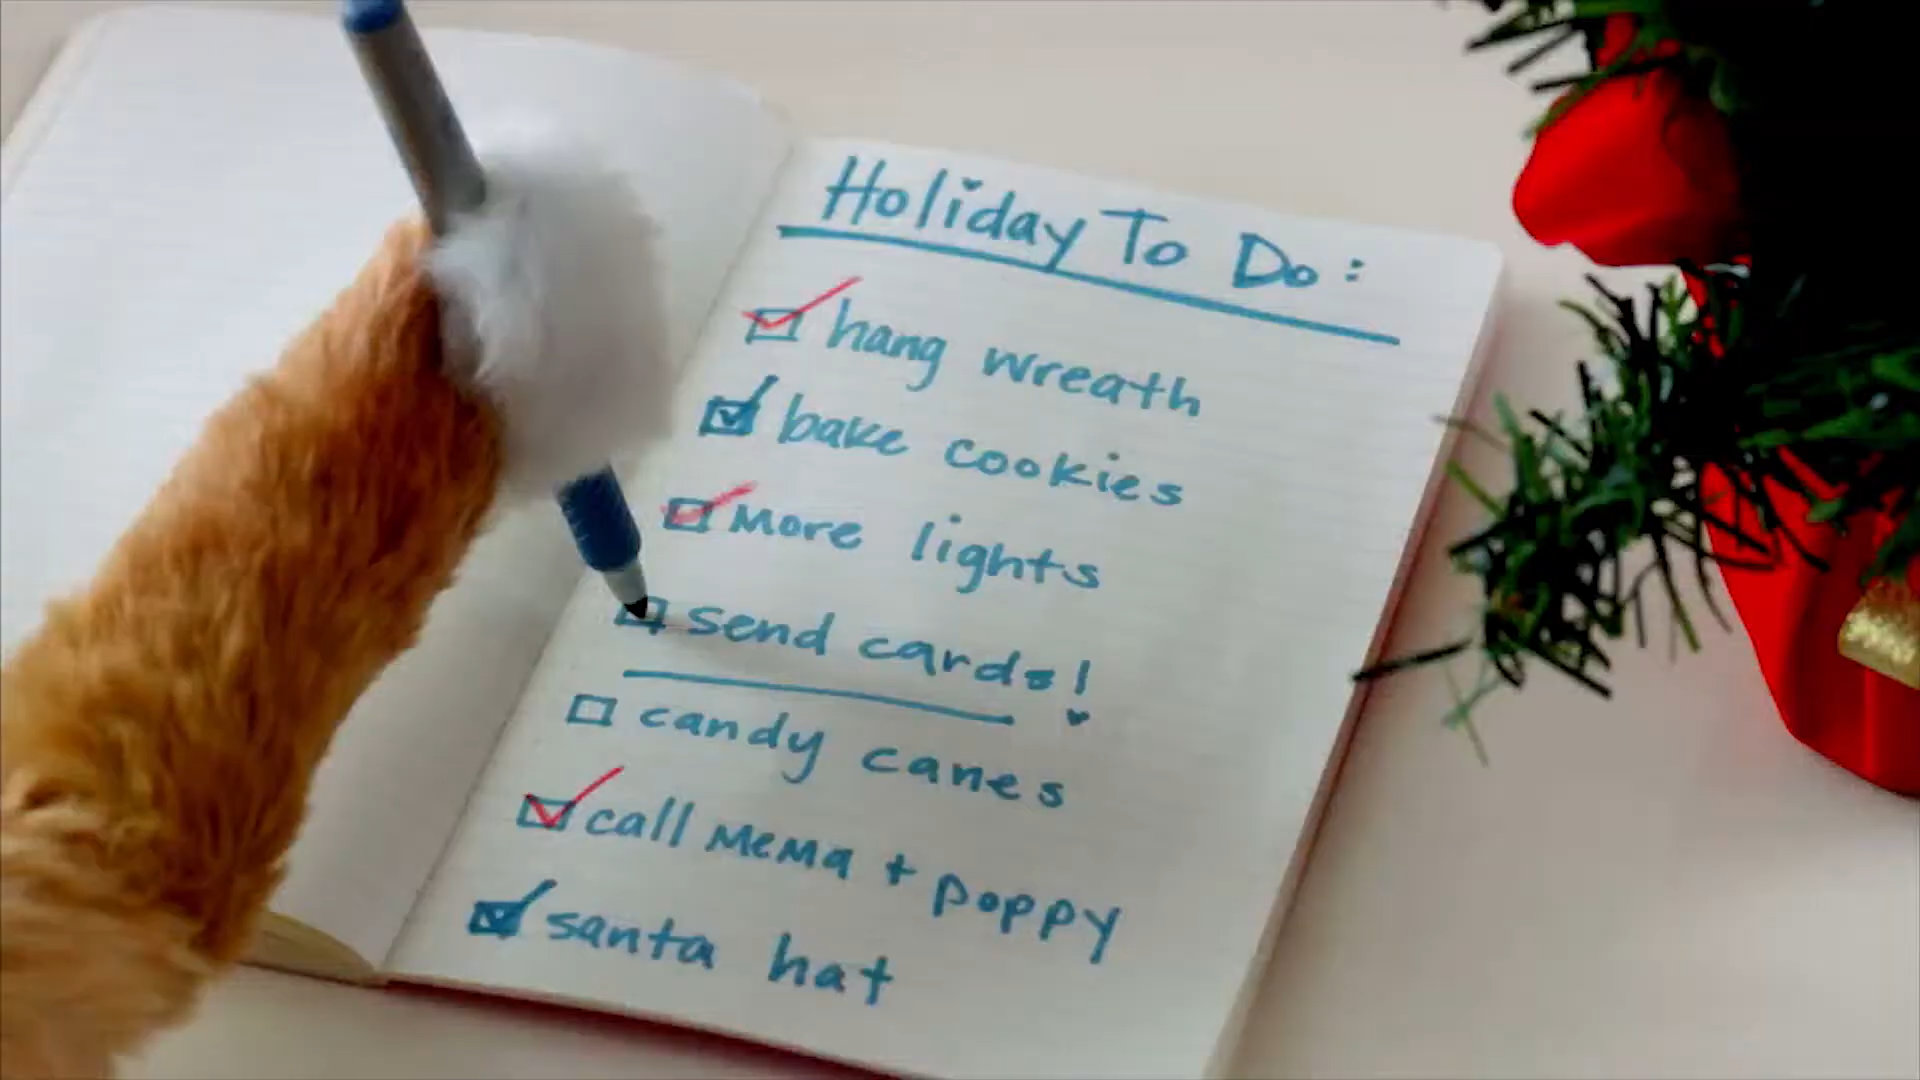 Holiday To Do:
hang wreath
bake cookies
More lights
send cards!
candy canes
call Mema + poppy
santa hat